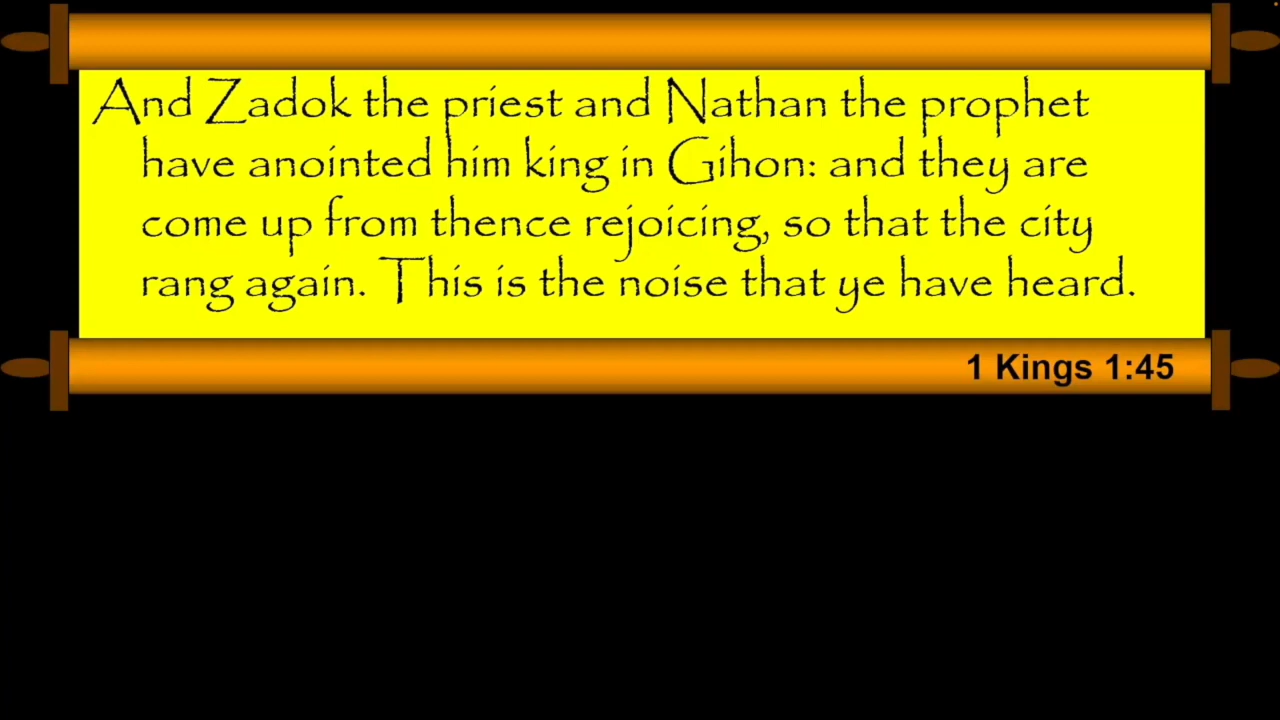 And Zadok the priest and Nathan the prophet
have anointed him king in Gihon: and they are
come up from thence rejoicing, so that the city
rang again. This is the noise that ye have heard.
1 Kings 1:45